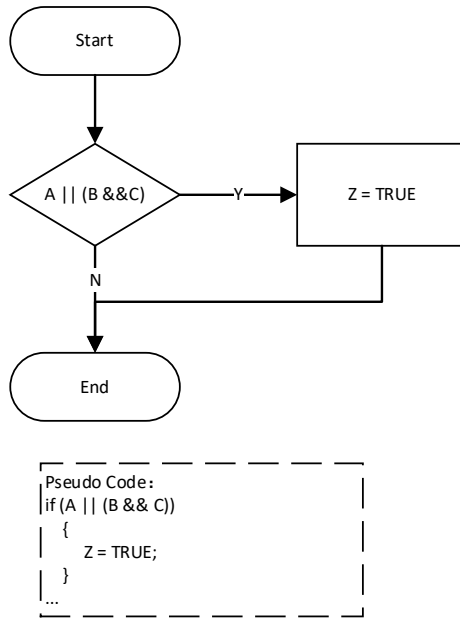 Start
A || (B &&C)
Y
Z = TRUE
N
End
Pseudo Code：
if (A || (B && C))
{
Z = TRUE;
}
...